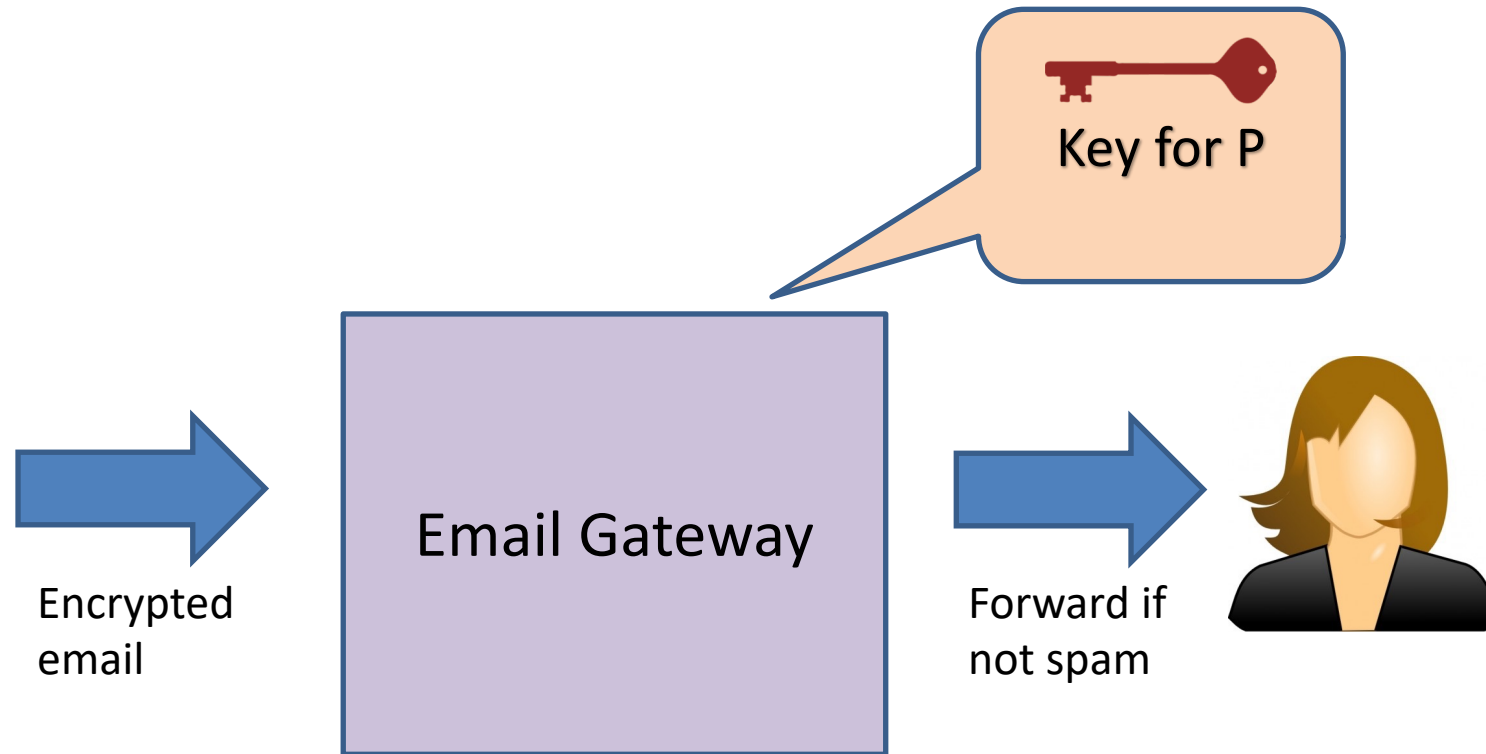 Key for P
Email Gateway
Encrypted
email
Forward if
not spam